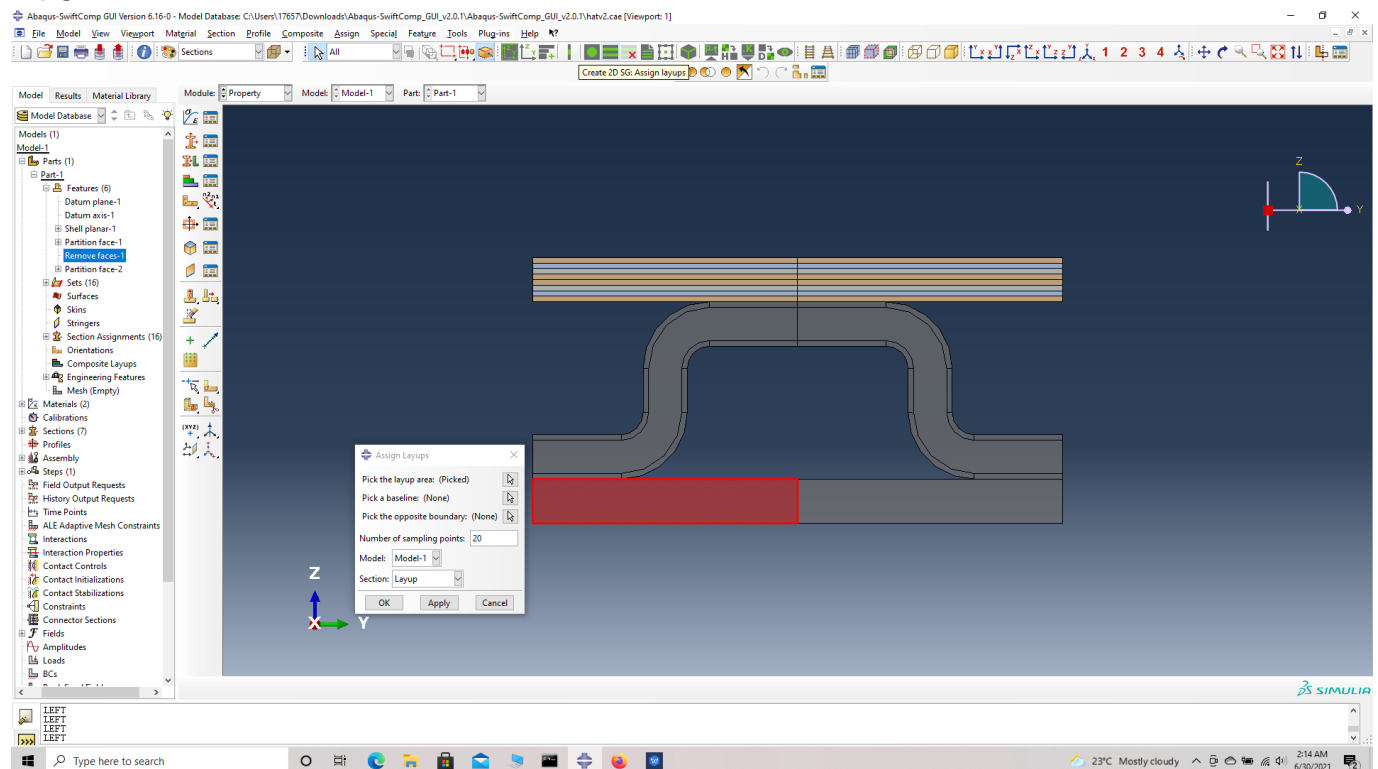 Abaqus-SwiftComp GUI Version 6.16-0 - Model Database: C:\Users\17657\Downloads\Abaqus-SwiftComp_GUI_v2.0.1\Abaqus-SwiftComp_GUI_v2.0.1\hatv2.cae [Viewport: 1]
File Model View Viewport Material Section Profile Composite Assign Special Feature Tools Plug-ins Help
Sections All 1 2 3 4
Create 2D SG: Assign layups
Model Results Material Library Module: Property Model: Model-1 Part: Part-1
Model Database
Models (1)
Model-1
Parts (1)
Part-1
Features (6)
Datum plane-1
Datum axis-1
Shell planar-1
Partition face-1
Remove faces-1
Partition face-2
Sets (16)
Surfaces
Skins
Stringers
Section Assignments (16)
Orientations
Composite Layups
Engineering Features
Mesh (Empty)
Materials (2)
Calibrations
Sections (7)
Profiles
Assembly
Steps (1)
Field Output Requests
History Output Requests
Time Points
ALE Adaptive Mesh Constraints
Interactions
Interaction Properties
Contact Controls
Contact Initializations
Contact Stabilizations
Constraints
Connector Sections
Fields
Amplitudes
Loads
BCs
Z
X Y
Assign Layups
Pick the layup area: (Picked)
Pick a baseline: (None)
Pick the opposite boundary: (None)
Number of sampling points: 20
Model: Model-1
Section: Layup
OK Apply Cancel
Z
X Y
SIMULIA
LEFT
LEFT
LEFT
LEFT
Type here to search
23°C Mostly cloudy
2:14 AM
6/30/2021